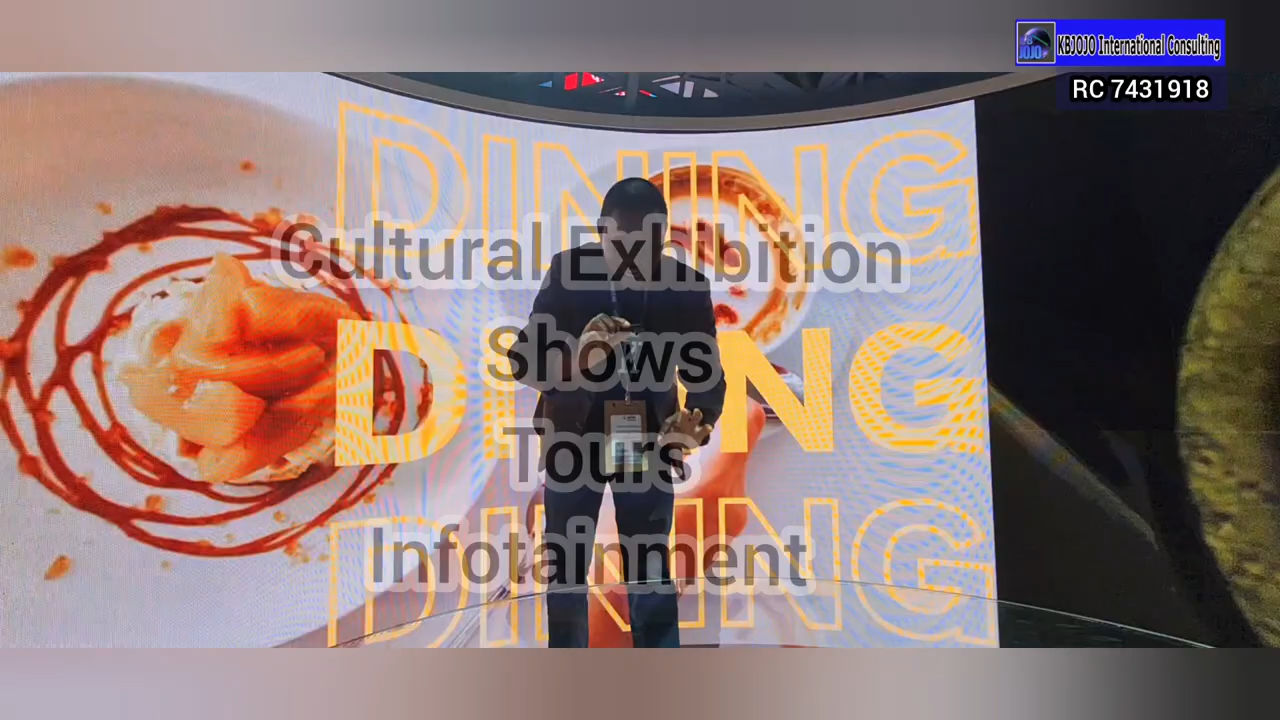 KBJOJO International Consulting
RC 7431918
DINING
Cultural Exhibition
Shows
DINING
Tours
Infotainment
DINING